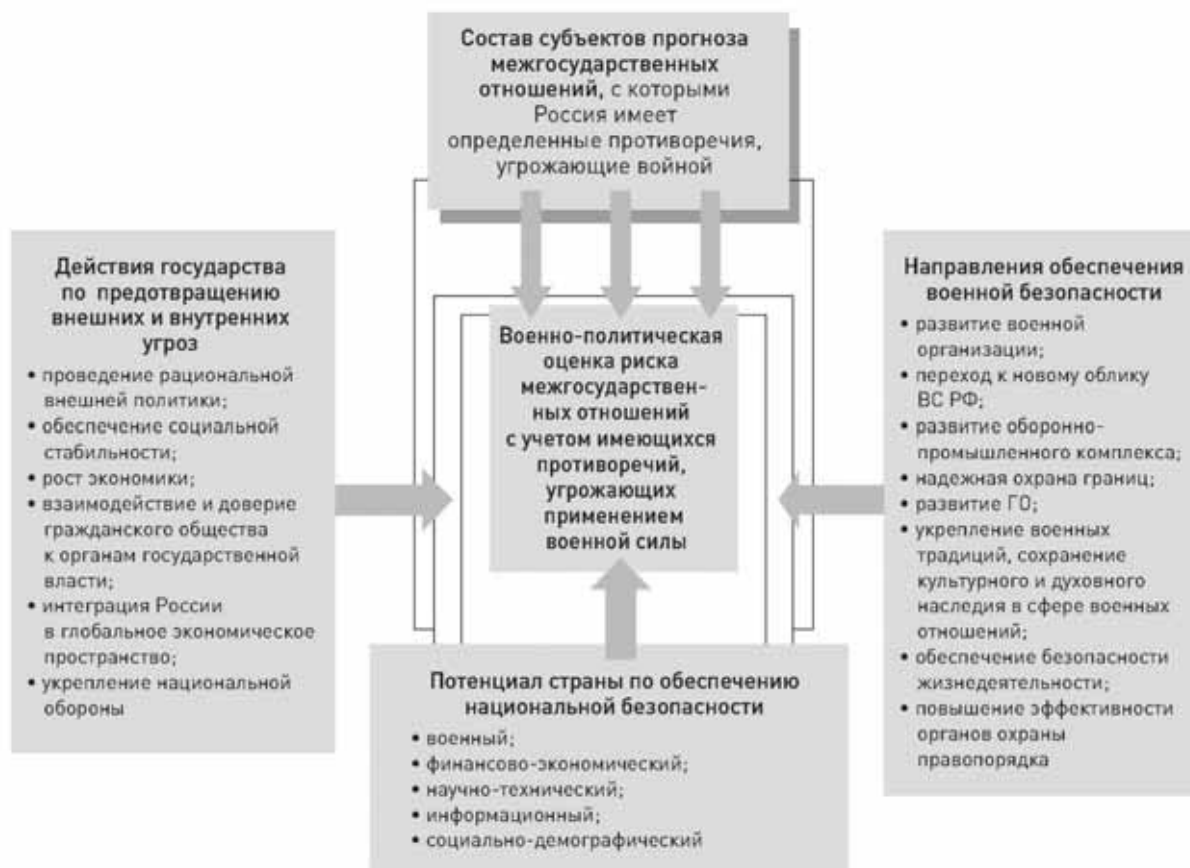 Состав субъектов прогноза
межгосударственных
отношений, с которыми
Россия имеет
определенные противоречия,
угрожающие войной
Действия государства
по предотвращению
внешних и внутренних
угроз
• проведение рациональной
внешней политики;
• обеспечение социальной
стабильности;
• рост экономики;
• взаимодействие и доверие
гражданского общества
к органам государственной
власти;
• интеграция России
в глобальное экономическое
пространство;
• укрепление национальной
обороны
Военно-политическая
оценка риска
межгосударствен-
ных отношений
с учетом имеющихся
противоречий,
угрожающих
применением
военной силы
Направления обеспечения
военной безопасности
• развитие военной
организации;
• переход к новому облику
ВС РФ;
• развитие оборонно-
промышленного комплекса;
• надежная охрана границ;
• развитие ГО;
• укрепление военных
традиций, сохранение
культурного и духовного
наследия в сфере военных
отношений;
• обеспечение безопасности
жизнедеятельности;
• повышение эффективности
органов охраны
правопорядка
Потенциал страны по обеспечению
национальной безопасности
• военный;
• финансово-экономический;
• научно-технический;
• информационный;
• социально-демографический